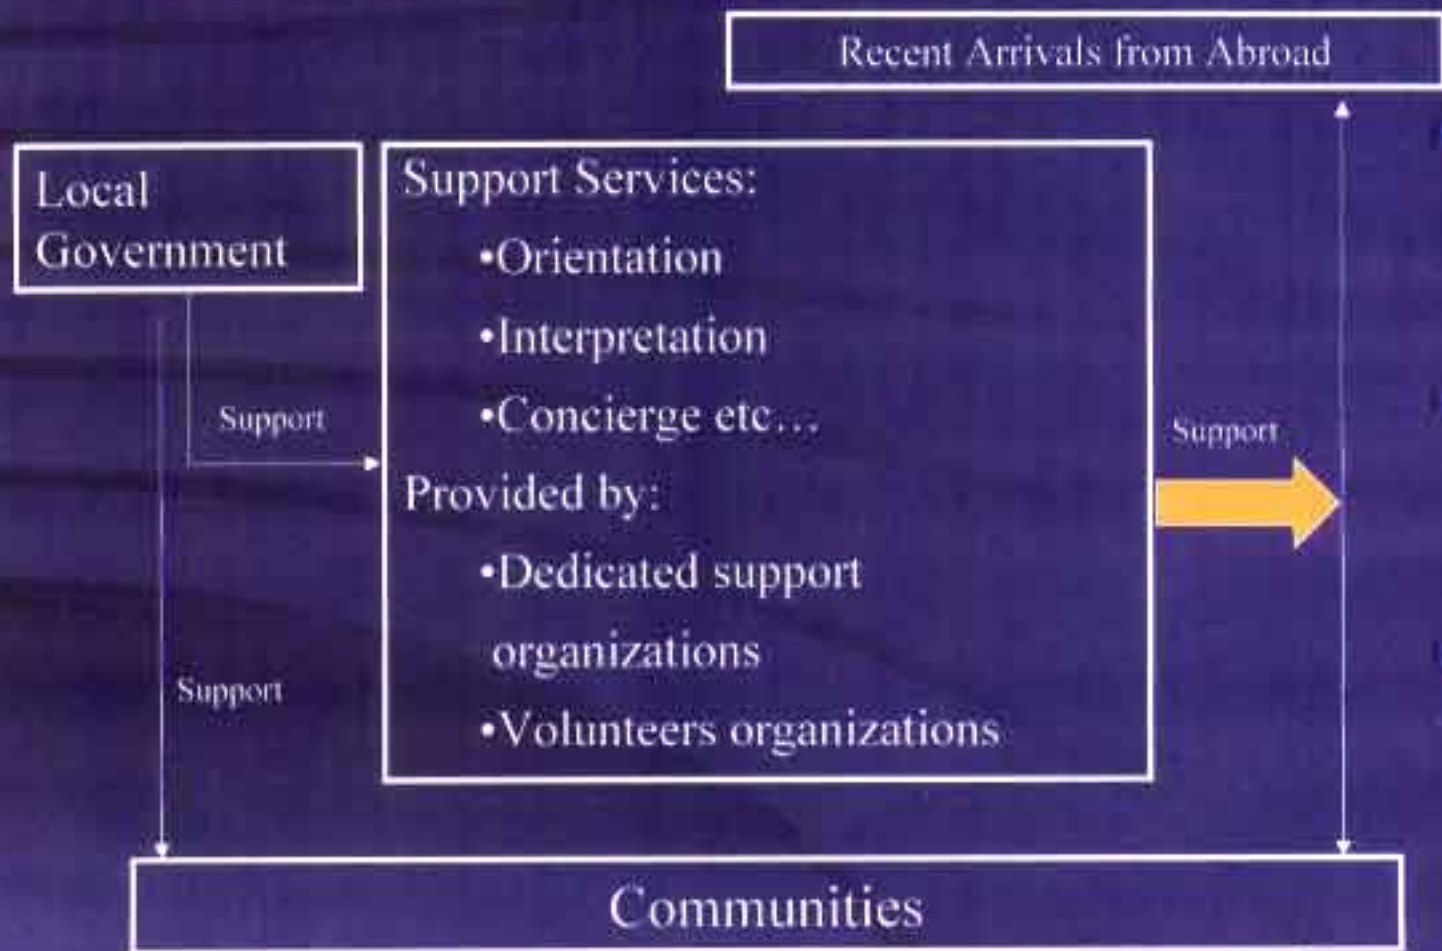 Recent Arrivals from Abroad
Local
Government
Support Services:
•Orientation
•Interpretation
•Concierge etc…
Provided by:
•Dedicated support
organizations
•Volunteers organizations
Support
Support
Support
Communities